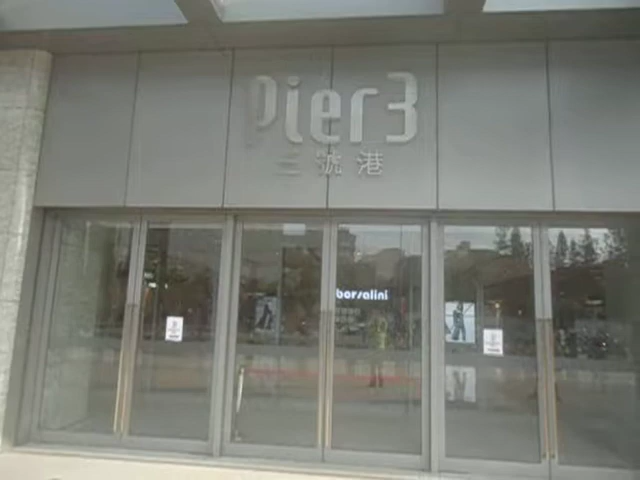 Pier3
三號港
borsalini